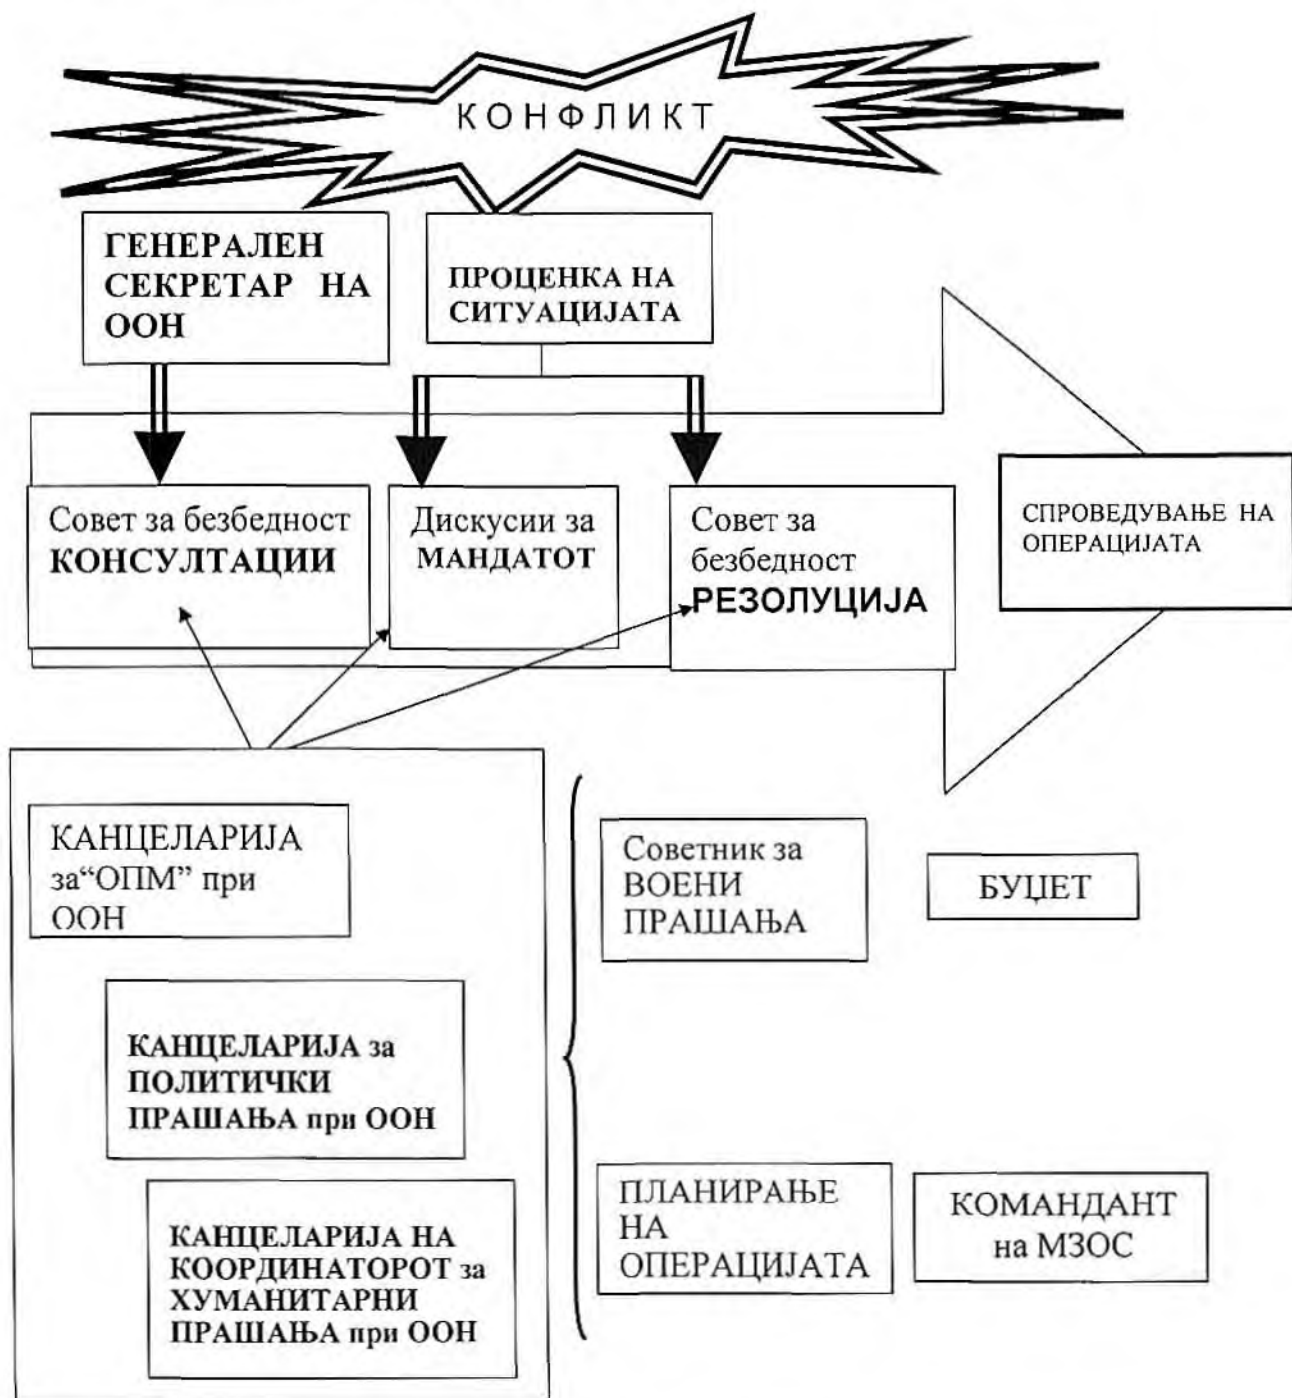 КОНФЛИКТ
ГЕНЕРАЛЕН
СЕКРЕТАР НА
ООН
ПРОЦЕНКА НА
СИТУАЦИЈАТА
Совет за безбедност
КОНСУЛТАЦИИ
Дискусии за
МАНДАТОТ
Совет за
безбедност
РЕЗОЛУЦИЈА
СПРОВЕДУВАЊЕ НА
ОПЕРАЦИЈАТА
КАНЦЕЛАРИЈА
за“ОПМ” при
ООН
КАНЦЕЛАРИЈА за
ПОЛИТИЧКИ
ПРАШАЊА при ООН
КАНЦЕЛАРИЈА НА
КООРДИНАТОРОТ за
ХУМАНИТАРНИ
ПРАШАЊА при ООН
Советник за
ВОЕНИ
ПРАШАЊА
БУЏЕТ
ПЛАНИРАЊЕ
НА
ОПЕРАЦИЈАТА
КОМАНДАНТ
на МЗОС